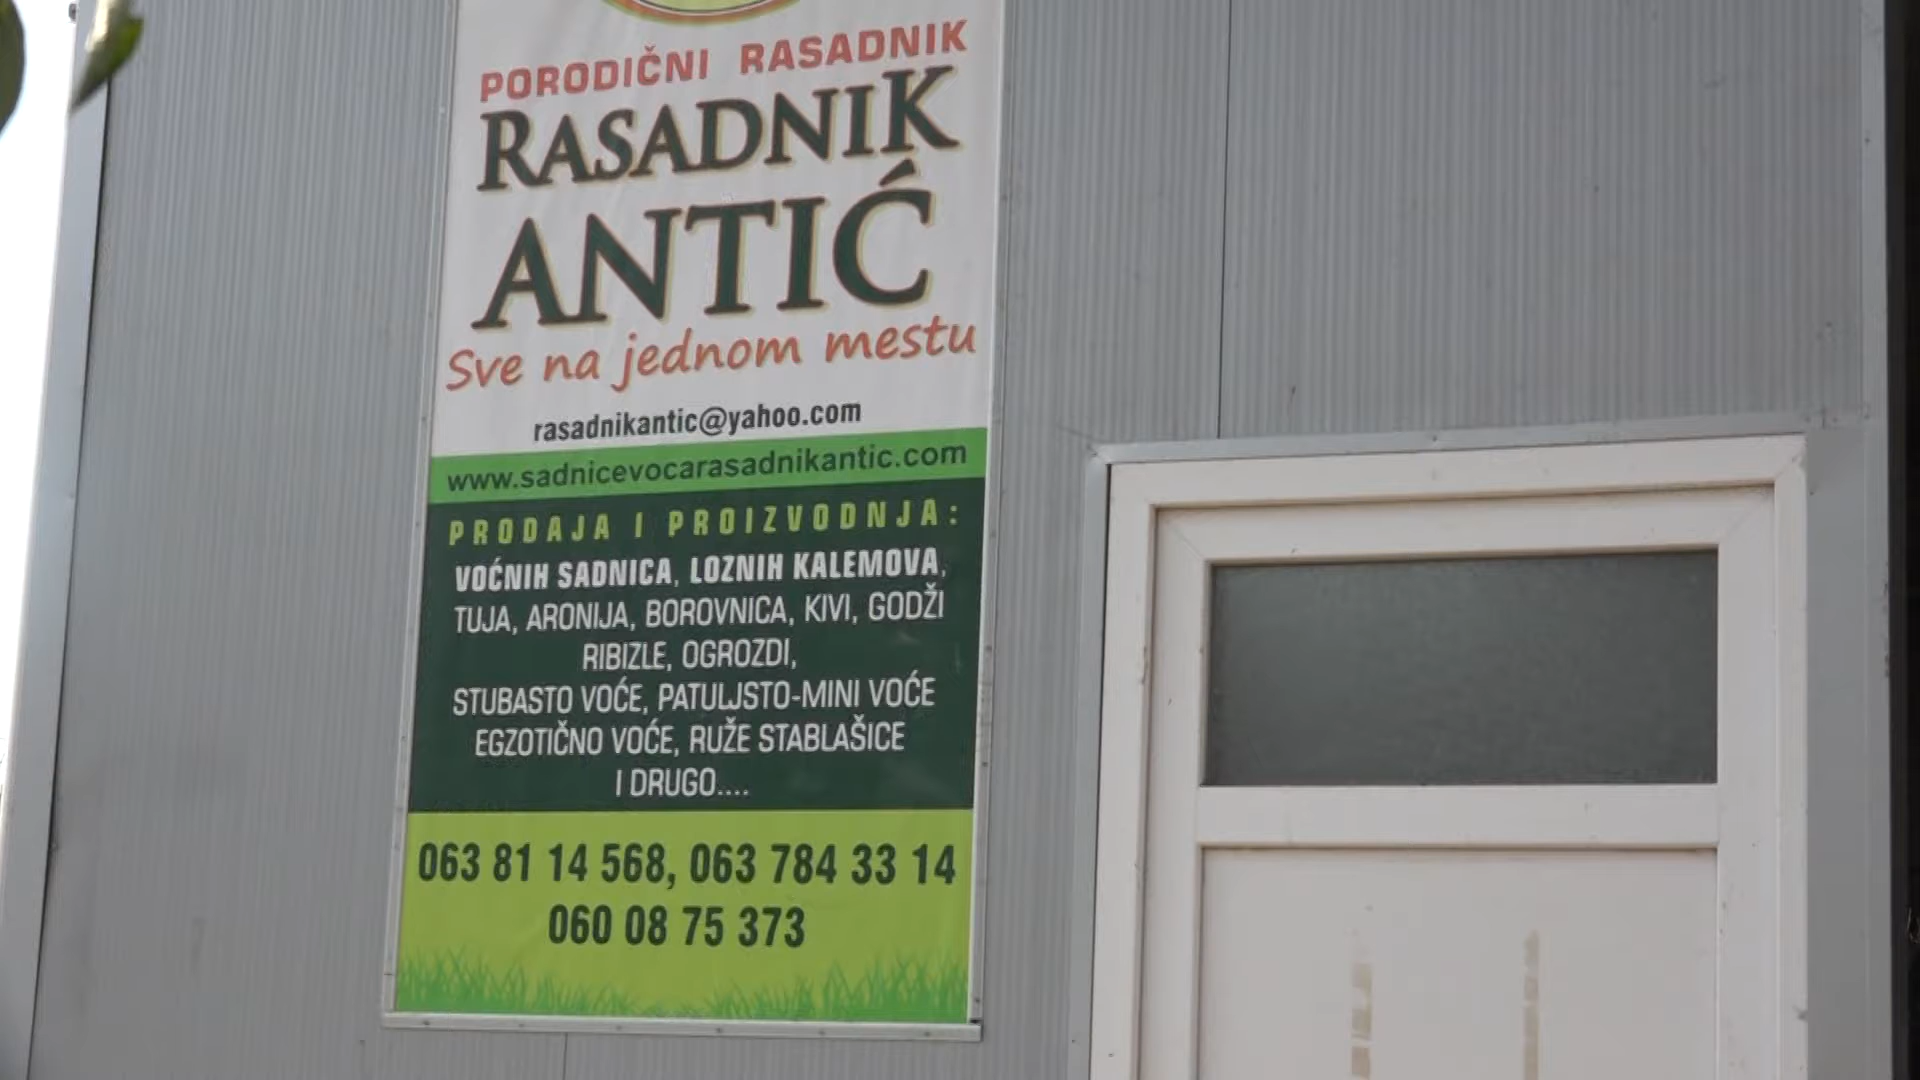 PORODIČNI RASADNIK
RASADNIK
ANTIĆ
Sve na jednom mestu
rasadnikantic@yahoo.com
www.sadnicevocarasadnikantic.com
PRODAJA I PROIZVODNJA:
VOĆNIH SADNICA, LOZNIH KALEMOVA,
TUJA, ARONIJA, BOROVNICA, KIVI, GODŽI
RIBIZLE, OGROZDI,
STUBASTO VOĆE, PATULJSTO-MINI VOĆE
EGZOTIČNO VOĆE, RUŽE STABLAŠICE
I DRUGO....
063 81 14 568, 063 784 33 14
060 08 75 373